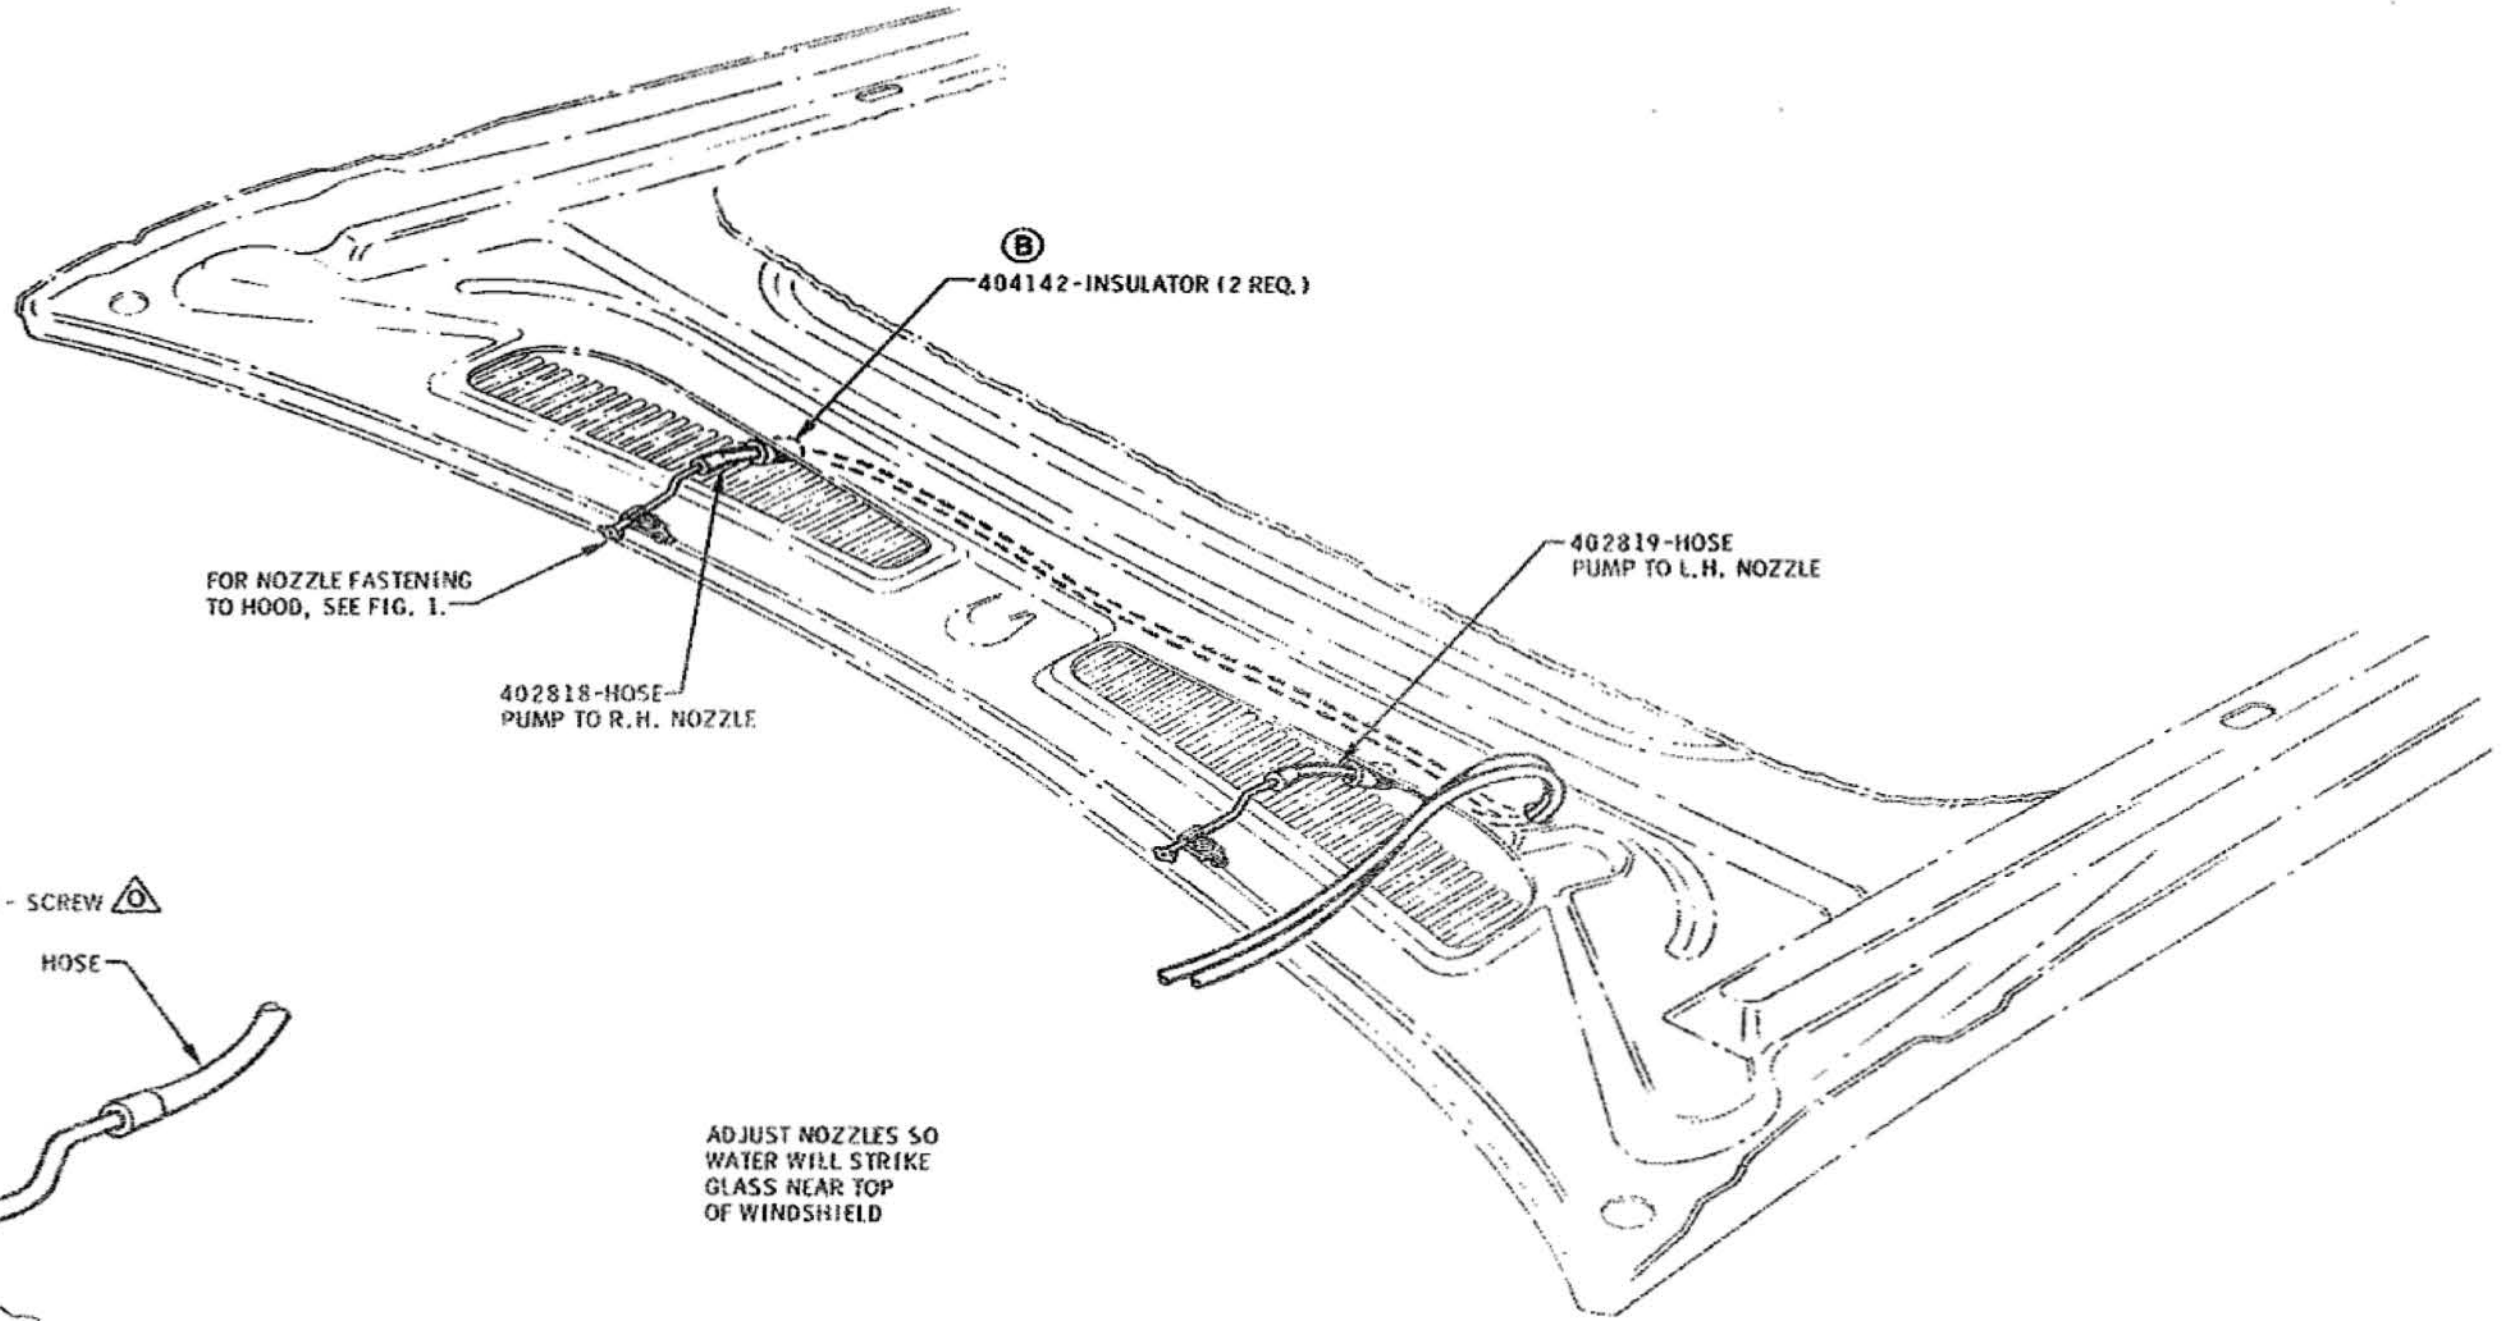 B
404142-INSULATOR (2 REQ.)
402819-HOSE
PUMP TO L.H. NOZZLE
FOR NOZZLE FASTENING
TO HOOD, SEE FIG. 1.
402818-HOSE
PUMP TO R.H. NOZZLE
- SCREW O
HOSE
ADJUST NOZZLES SO
WATER WILL STRIKE
GLASS NEAR TOP
OF WINDSHIELD